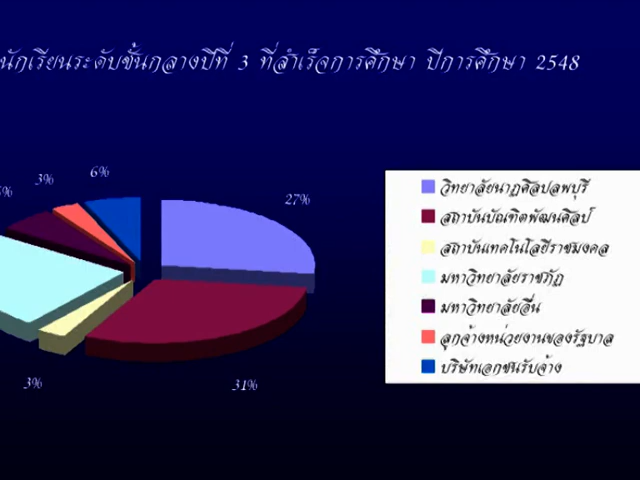 นักเรียนระดับชั้นกลางปีที่ 3 ที่สำเร็จการศึกษา ปีการศึกษา 2548
6%
3%
27%
วิทยาลัยนาฏศิลปลพบุรี
สถาบันบัณฑิตพัฒนศิลป์
สถาบันเทคโนโลยีราชมงคล
มหาวิทยาลัยราชภัฏ
มหาวิทยาลัยอื่น
ลูกจ้างหน่วยงานของรัฐบาล
บริษัทเอกชนรับจ้าง
3%
31%